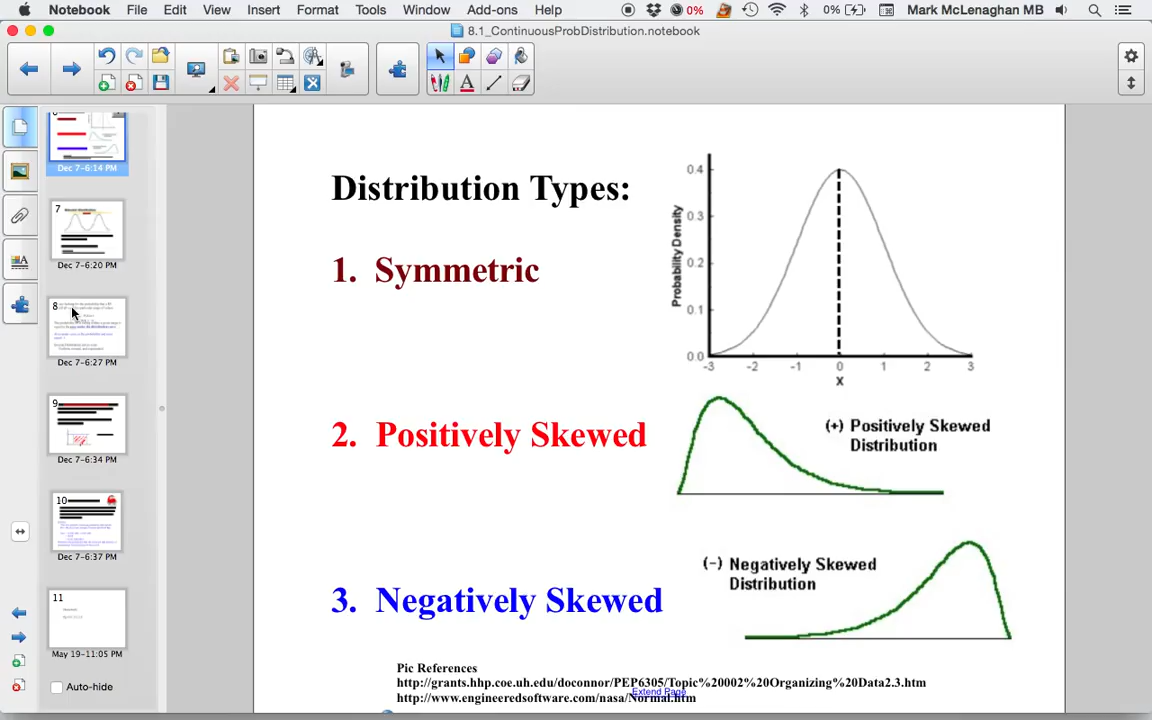 Notebook File Edit View Insert Format Tools Window Add-ons Help 0% 0% Mark McLenaghan MB
8.1_ContinuousProbDistribution.notebook
Dec 7-6:14 PM
7
Dec 7-6:20 PM
8
Dec 7-6:27 PM
9
Dec 7-6:34 PM
10
Dec 7-6:37 PM
11
May 19-11:05 PM
Auto-hide
Distribution Types:
1. Symmetric
2. Positively Skewed
3. Negatively Skewed
Probability Density
0.4
0.3
0.2
0.1
0.0
-3 -2 -1 0 1 2 3
X
(+) Positively Skewed
Distribution
(-) Negatively Skewed
Distribution
Pic References
http://grants.hhp.coe.uh.edu/doconnor/PEP6305/Topic%20002%20Organizing%20Data2.3.htm
Extend Page
http://www.engineeredsoftware.com/nasa/Normal.htm